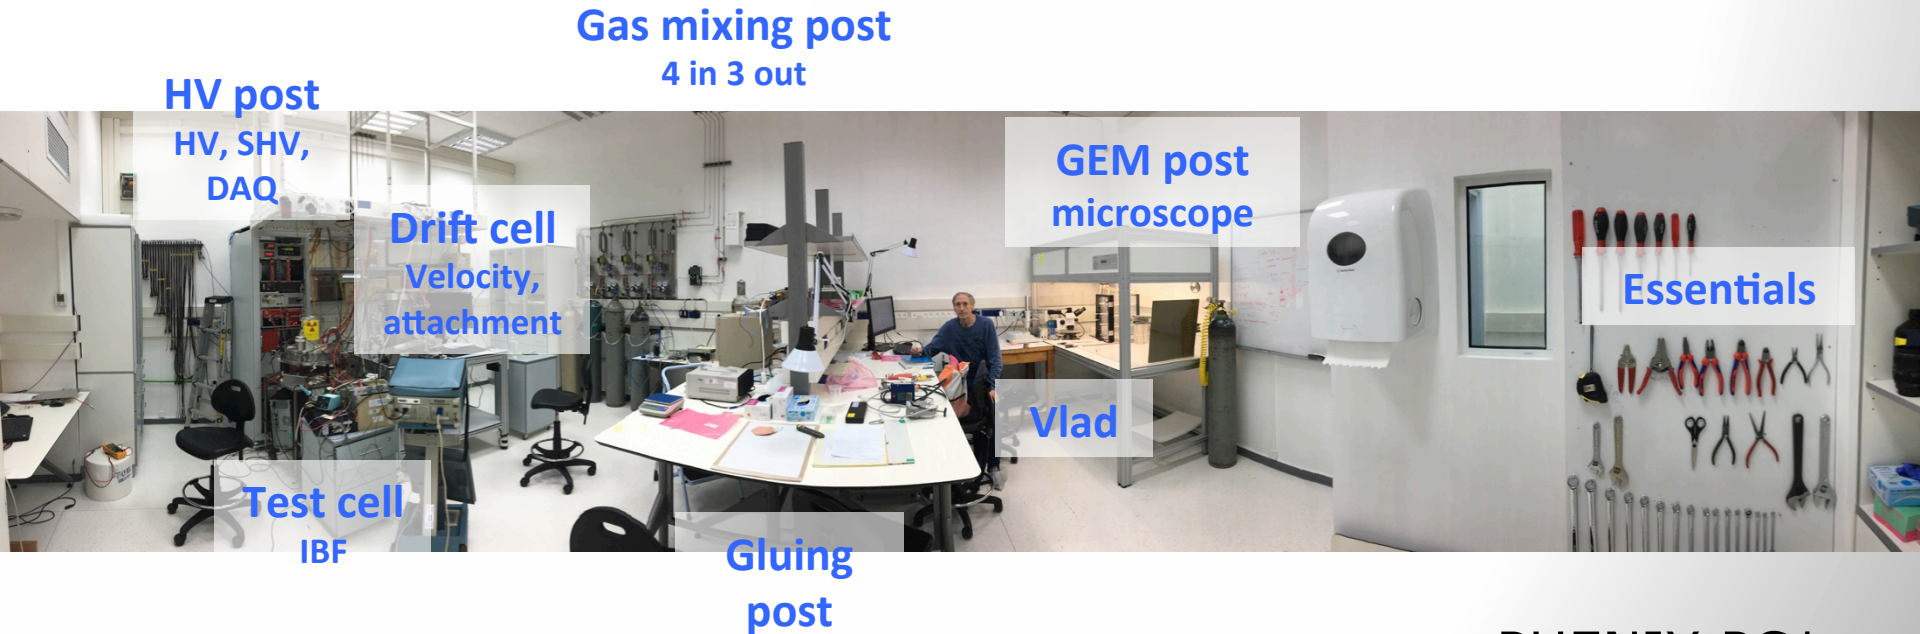 Gas mixing post
4 in 3 out
HV post
HV, SHV,
DAQ
Drift cell
Velocity,
attachment
GEM post
microscope
Essentials
Vlad
Test cell
IBF
Gluing
post